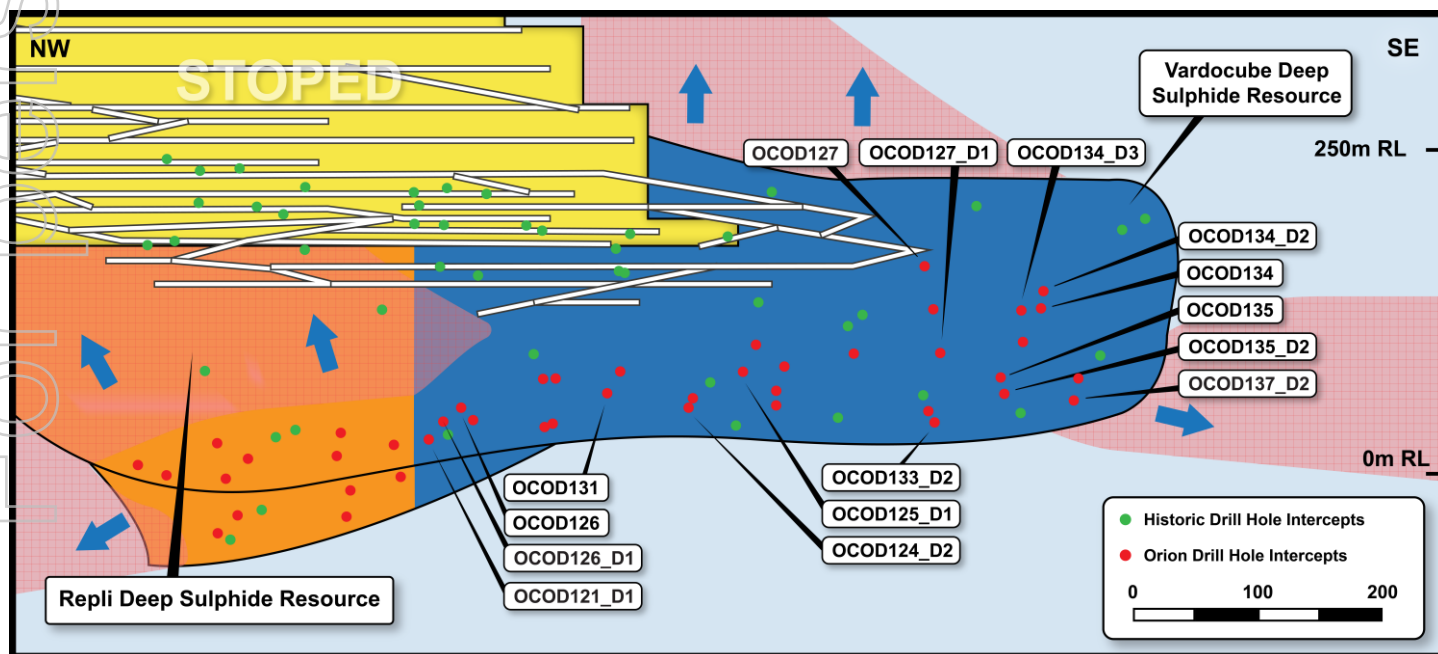 NW
SE
STOPED
Vardocube Deep
Sulphide Resource
250m RL
OCOD127
OCOD127_D1
OCOD134_D3
OCOD134_D2
OCOD134
OCOD135
OCOD135_D2
OCOD137_D2
0m RL
OCOD131
OCOD126
OCOD126_D1
OCOD121_D1
OCOD133_D2
OCOD125_D1
OCOD124_D2
Repli Deep Sulphide Resource
Historic Drill Hole Intercepts
Orion Drill Hole Intercepts
0 100 200